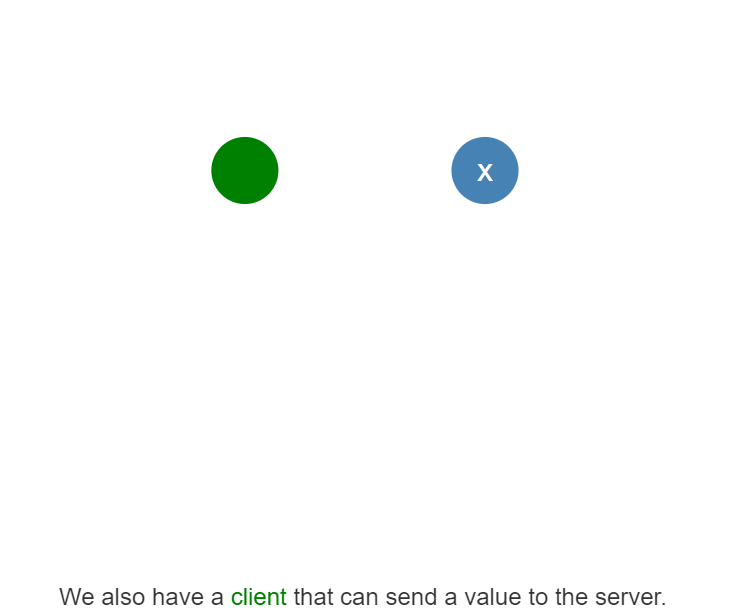 X
We also have a client that can send a value to the server.